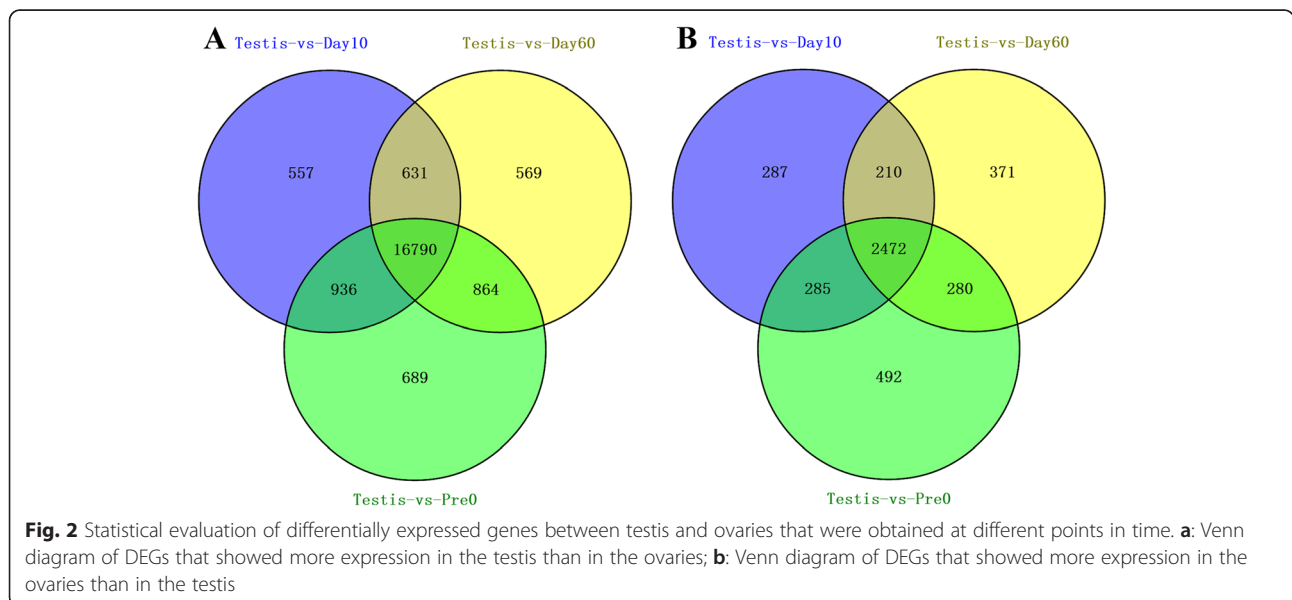 A Testis-vs-Day10 Testis-vs-Day60
557 631 569
16790
936 864
689
Testis-vs-Pre0
B Testis-vs-Day10 Testis-vs-Day60
287 210 371
2472
285 280
492
Testis-vs-Pre0
Fig. 2 Statistical evaluation of differentially expressed genes between testis and ovaries that were obtained at different points in time. a: Venn
diagram of DEGs that showed more expression in the testis than in the ovaries; b: Venn diagram of DEGs that showed more expression in the
ovaries than in the testis